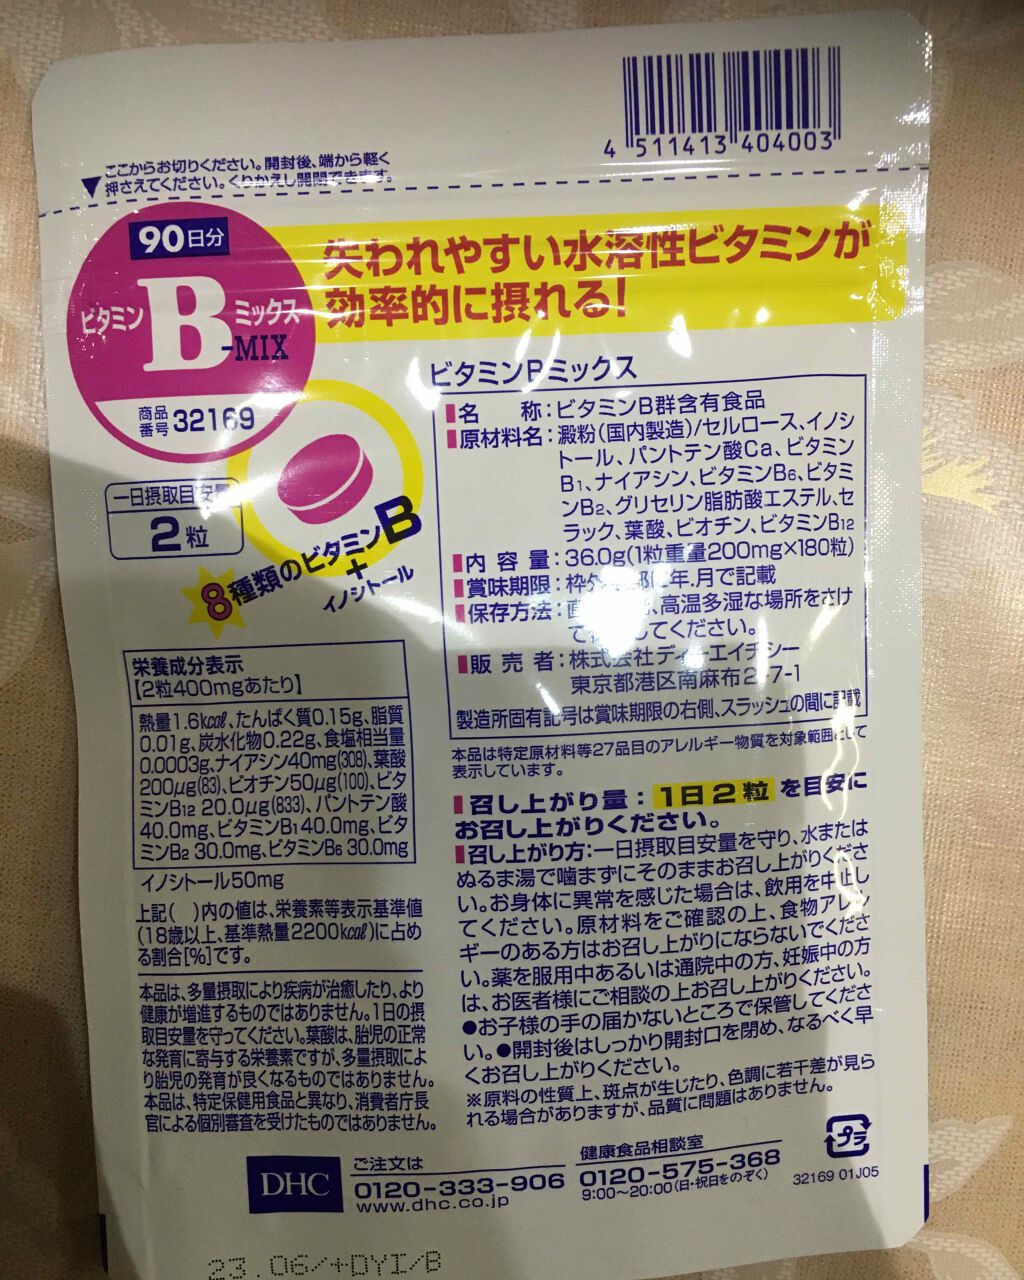 4 511413 404003
ここからお切りください。開封後、端から軽く
押さえてください。くりかえし開閉できます。
90日分
ビタミン B ミックス
-MIX
商品
番号 32169
失われやすい水溶性ビタミンが
効率的に摂れる!
一日摂取目安量
2粒
8種類のビタミンB
+
イノシトール
ビタミンBミックス
名 称:ビタミンB群含有食品
原材料名:澱粉(国内製造)/セルロース、イノシ
トール、パントテン酸Ca、ビタミン
B1、ナイアシン、ビタミンB6、ビタミ
ンB2、グリセリン脂肪酸エステル、セ
ラック、葉酸、ビオチン、ビタミンB12
内容量:36.0g(1粒重量200mg×180粒)
賞味期限:枠外 部に年.月で記載
保存方法:直 、高温多湿な場所をさけ
て してください。
販売者:株式会社ディーエイチシー
東京都港区南麻布2-7-1
製造所固有記号は賞味期限の右側、スラッシュの間に記載
本品は特定原材料等27品目のアレルギー物質を対象範囲として
表示しています。
栄養成分表示
【2粒400mgあたり】
熱量1.6kcal、たんぱく質0.15g、脂質
0.01g、炭水化物0.22g、食塩相当量
0.0003g、ナイアシン40mg(308)、葉酸
200μg(83)、ビオチン50μg(100)、ビタ
ミンB12 20.0μg(833)、パントテン酸
40.0mg、ビタミンB1 40.0mg、ビタ
ミンB2 30.0mg、ビタミンB6 30.0mg
イノシトール50mg
上記( )内の値は、栄養素等表示基準値
(18歳以上、基準熱量2200kcal)に占め
る割合[%]です。
本品は、多量摂取により疾病が治癒したり、より
健康が増進するものではありません。1日の摂
取目安量を守ってください。葉酸は、胎児の正常
な発育に寄与する栄養素ですが、多量摂取によ
り胎児の発育が良くなるものではありません。
本品は、特定保健用食品と異なり、消費者庁長
官による個別審査を受けたものではありません。
召し上がり量:1日2粒を目安に
お召し上がりください。
召し上がり方:一日摂取目安量を守り、水または
ぬるま湯で噛まずにそのままお召し上がりくださ
い。お身体に異常を感じた場合は、飲用を中止し
てください。原材料をご確認の上、食物アレル
ギーのある方はお召し上がりにならないでくださ
い。薬を服用中あるいは通院中の方、妊娠中の方
は、お医者様にご相談の上お召し上がりください。
●お子様の手の届かないところで保管してくださ
い。●開封後はしっかり開封口を閉め、なるべく早
くお召し上がりください。
※原料の性質上、斑点が生じたり、色調に若干差が見ら
れる場合がありますが、品質に問題はありません。
プラ
DHC
ご注文は
0120-333-906
www.dhc.co.jp
健康食品相談室
0120-575-368
9:00〜20:00(日・祝日をのぞく)
32169 01J05
23.06/+DYI/B